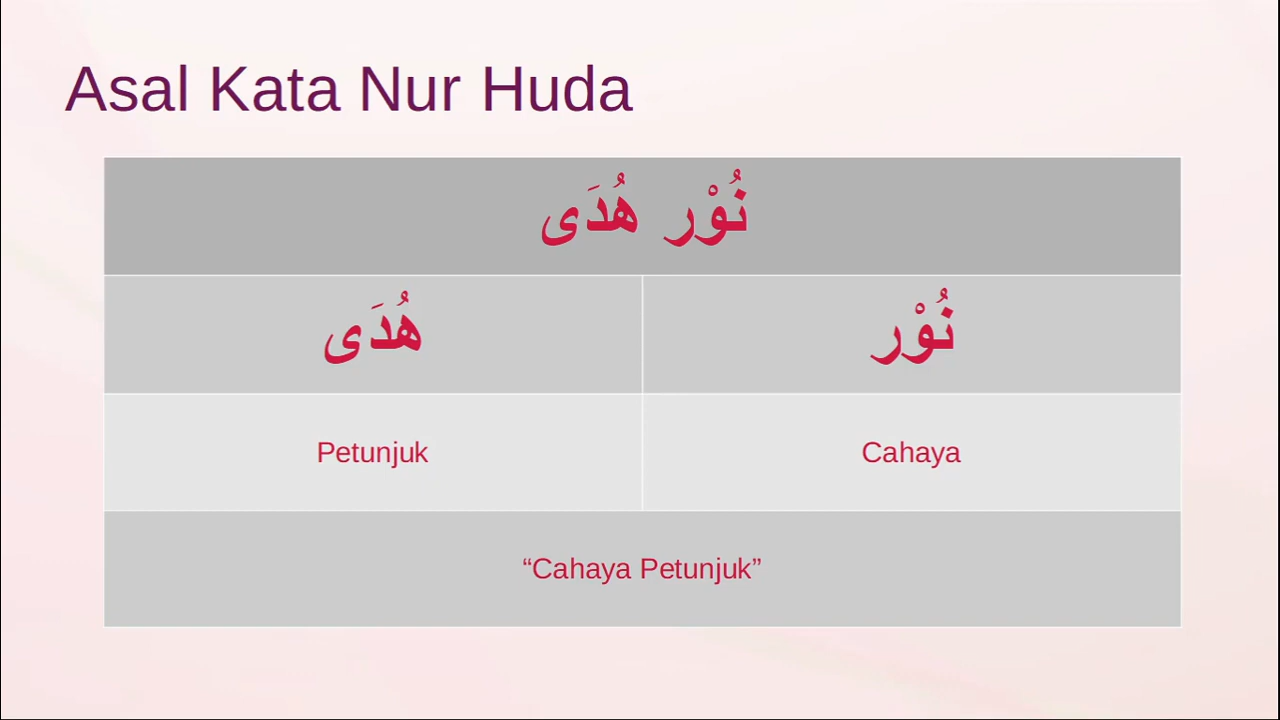 Asal Kata Nur Huda
نُوْر هُدَى
هُدَى
نُوْر
Petunjuk
Cahaya
“Cahaya Petunjuk”